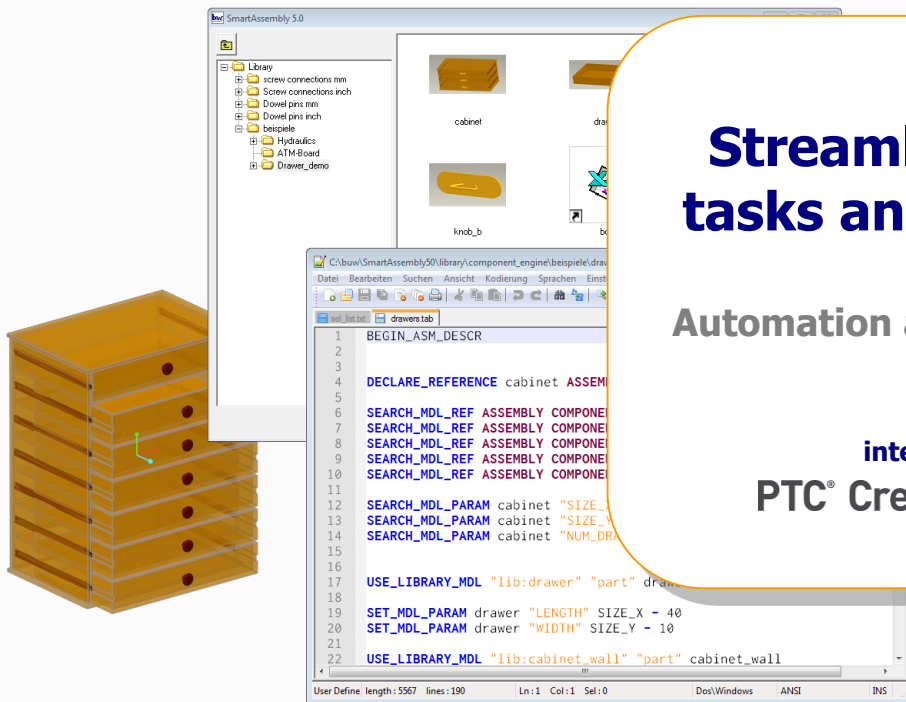 SmartAssembly 5.0
Library
screw connections mm
Screw connections inch
Dowel pins mm
Dowel pins inch
beispiele
Hydraulics
ATM-Board
Drawer_demo
cabinet
knob_b
Streaml
tasks an
Automation a
inte
PTC® Cre
C:\buw\SmartAssembly50\library\component_engine\beispiele\draw
Datei Bearbeiten Suchen Ansicht Kodierung Sprachen Einst
sel_list.txt drawers.tab
1 BEGIN_ASM_DESCR
2
3
4 DECLARE_REFERENCE cabinet ASSEM
5
6 SEARCH_MDL_REF ASSEMBLY COMPONE
7 SEARCH_MDL_REF ASSEMBLY COMPONE
8 SEARCH_MDL_REF ASSEMBLY COMPONE
9 SEARCH_MDL_REF ASSEMBLY COMPONE
10 SEARCH_MDL_REF ASSEMBLY COMPONE
11
12 SEARCH_MDL_PARAM cabinet "SIZE_
13 SEARCH_MDL_PARAM cabinet "SIZE_Y
14 SEARCH_MDL_PARAM cabinet "NUM_DR
15
16
17 USE_LIBRARY_MDL "lib:drawer" "part" draw
18
19 SET_MDL_PARAM drawer "LENGTH" SIZE_X - 40
20 SET_MDL_PARAM drawer "WIDTH" SIZE_Y - 10
21
22 USE_LIBRARY_MDL "lib:cabinet_wall" "part" cabinet_wall
User Define length : 5567 lines : 190 Ln : 1 Col : 1 Sel : 0 Dos\Windows ANSI INS